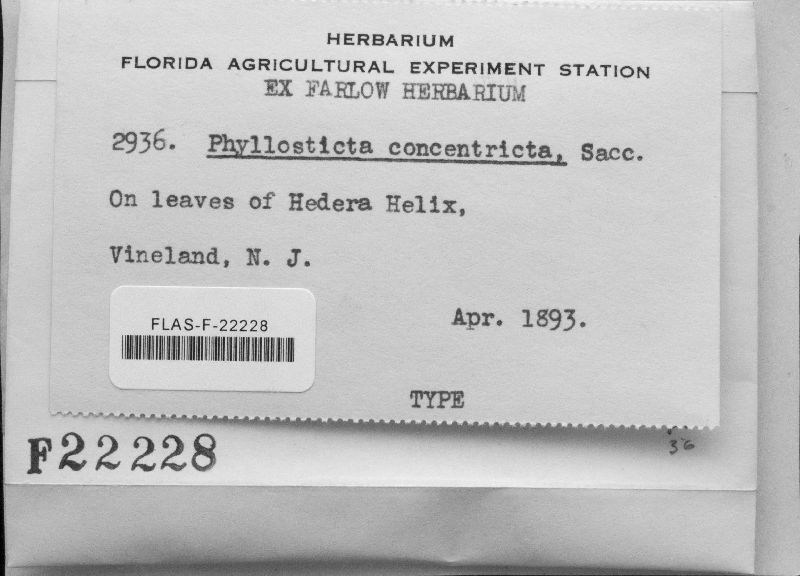 HERBARIUM
FLORIDA AGRICULTURAL EXPERIMENT STATION
EX FARLOW HERBARIUM
2936. Phyllosticta concentricta, Sacc.
On leaves of Hedera Helix,
Vineland, N. J.
Apr. 1893.
FLAS-F-22228
TYPE
F22228
36